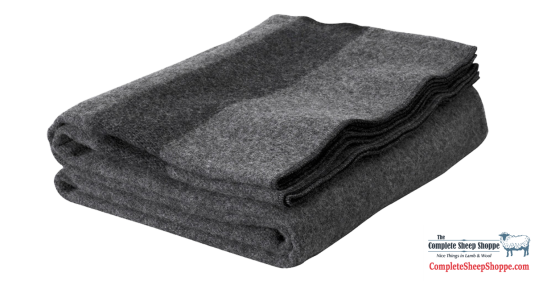 The
Complete Sheep Shoppe
Nice Things in Lamb & Wool
CompleteSheepShoppe.com